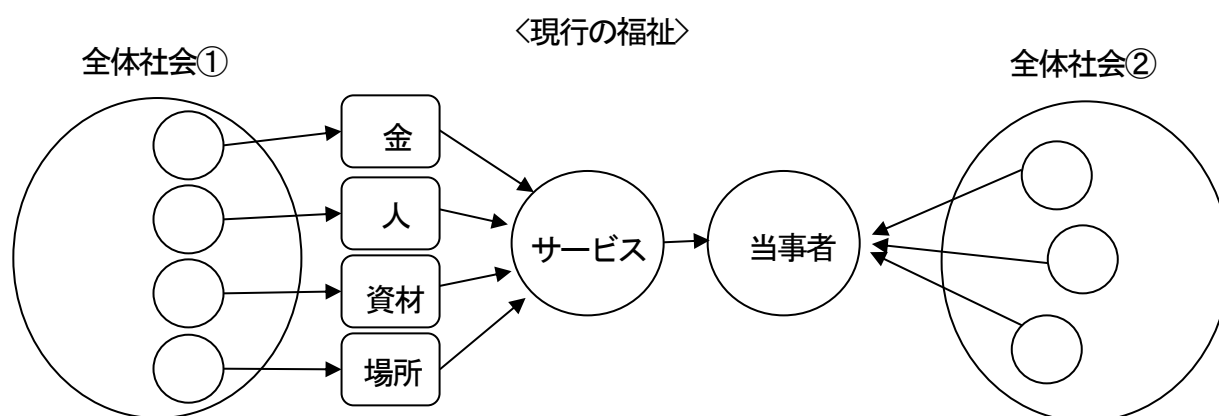 〈現行の福祉〉
全体社会①
全体社会②
金
人
サービス
当事者
資材
場所